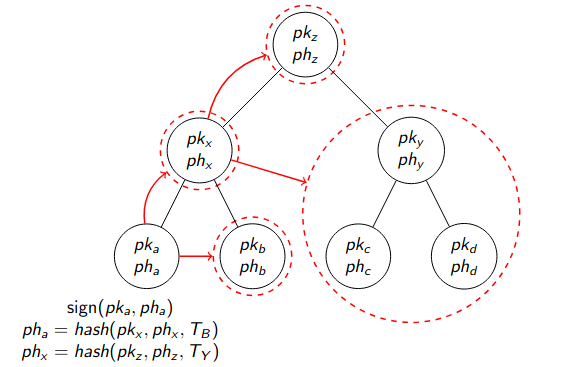 pk_z
ph_z
pk_x
ph_x
pk_y
ph_y
pk_a
ph_a
pk_b
ph_b
pk_c
ph_c
pk_d
ph_d
sign(pk_a, ph_a)
ph_a = hash(pk_x, ph_x, T_B)
ph_x = hash(pk_z, ph_z, T_Y)